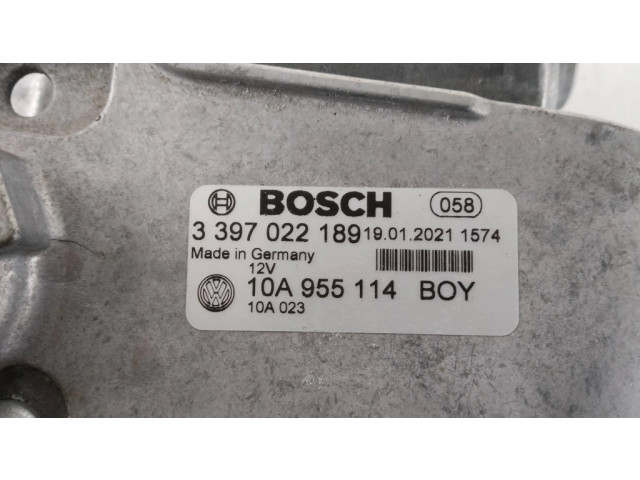 BOSCH 058
3 397 022 189 19.01.2021 1574
Made in Germany
12V
10A 955 114 BOY
10A 023